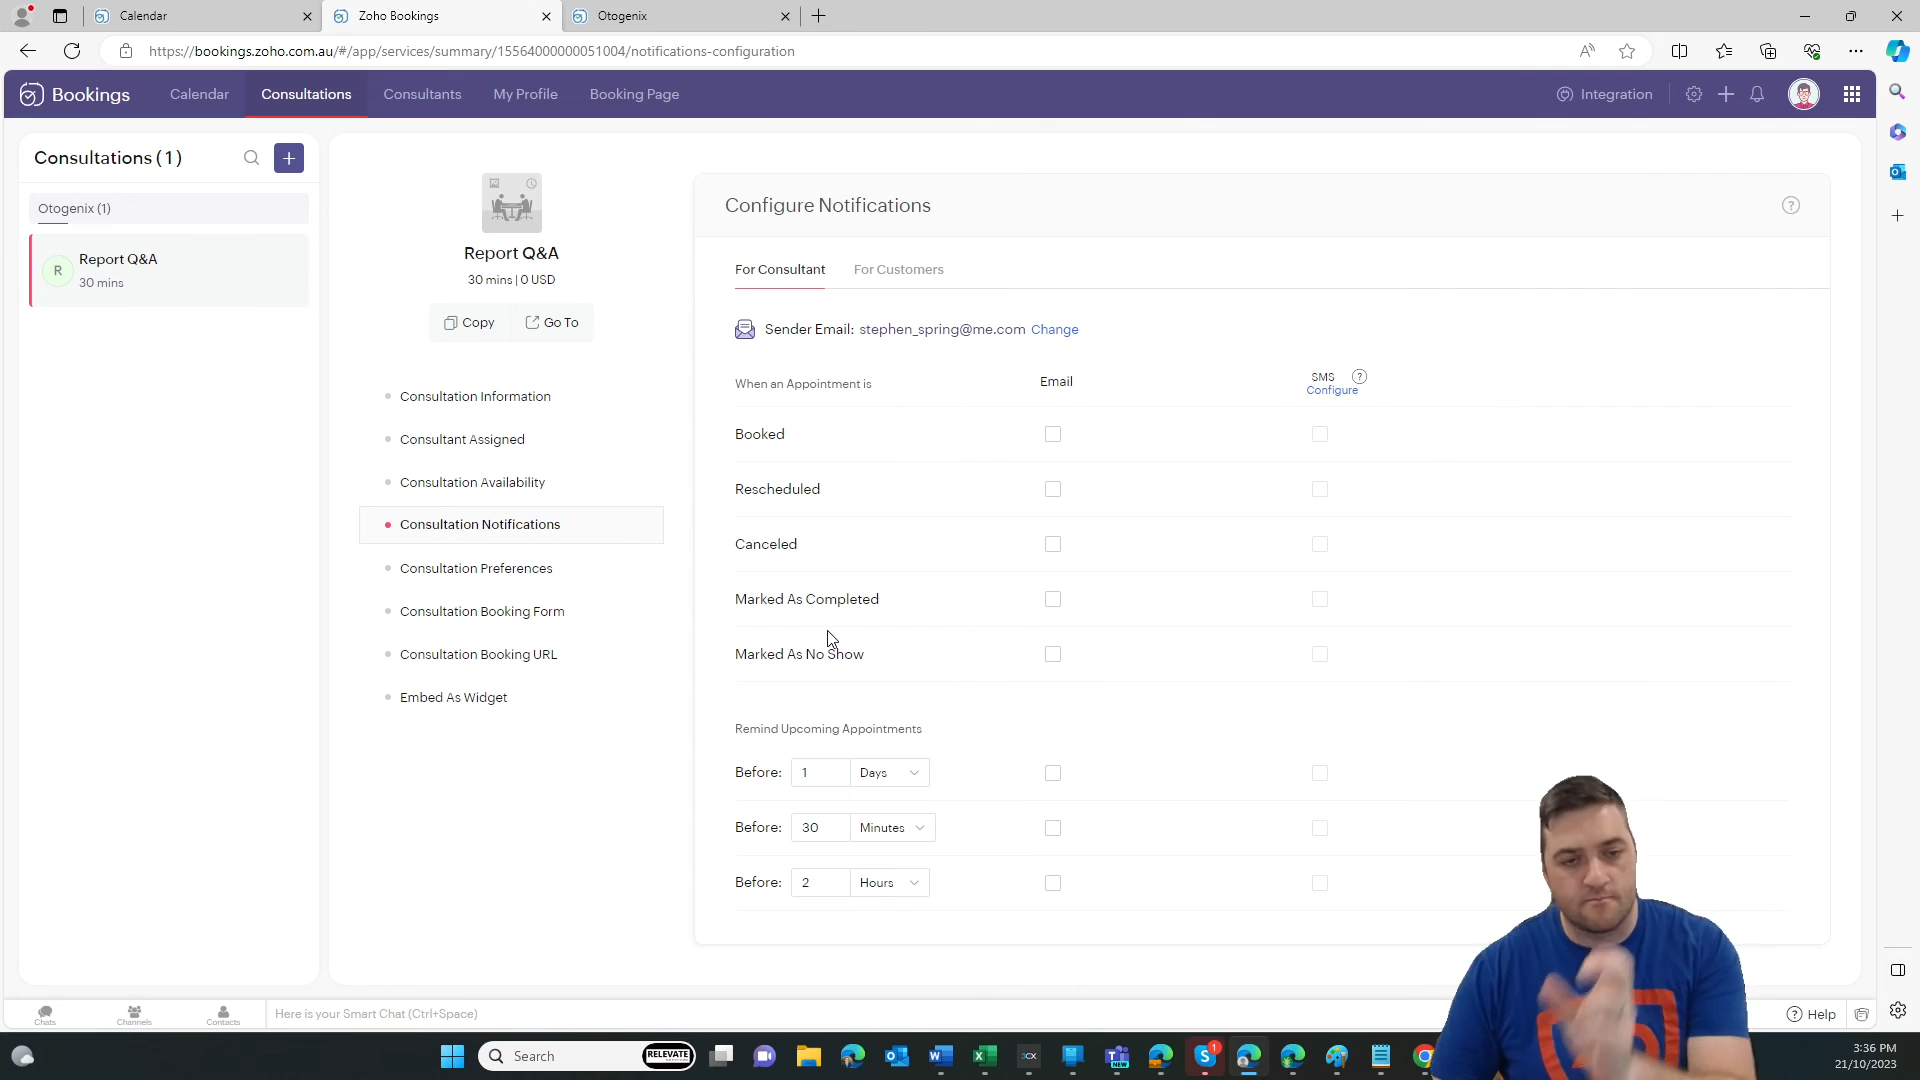 Calendar
Zoho Bookings
Otogenix
https://bookings.zoho.com.au/#/app/services/summary/15564000000051004/notifications-configuration
Bookings
Calendar
Consultations
Consultants
My Profile
Booking Page
Integration
Consultations (1)
Otogenix (1)
R
Report Q&A
30 mins
Report Q&A
30 mins | 0 USD
Copy
Go To
Consultation Information
Consultant Assigned
Consultation Availability
Consultation Notifications
Consultation Preferences
Consultation Booking Form
Consultation Booking URL
Embed As Widget
Configure Notifications
For Consultant
For Customers
Sender Email: stephen_spring@me.com Change
When an Appointment is
Email
SMS
Configure
Booked
Rescheduled
Canceled
Marked As Completed
Marked As No Show
Remind Upcoming Appointments
Before: 1 Days
Before: 30 Minutes
Before: 2 Hours
Chats
Channels
Contacts
Here is your Smart Chat (Ctrl+Space)
Help
Search
RELEVATE
3CX
NEW
1
3:36 PM
21/10/2023